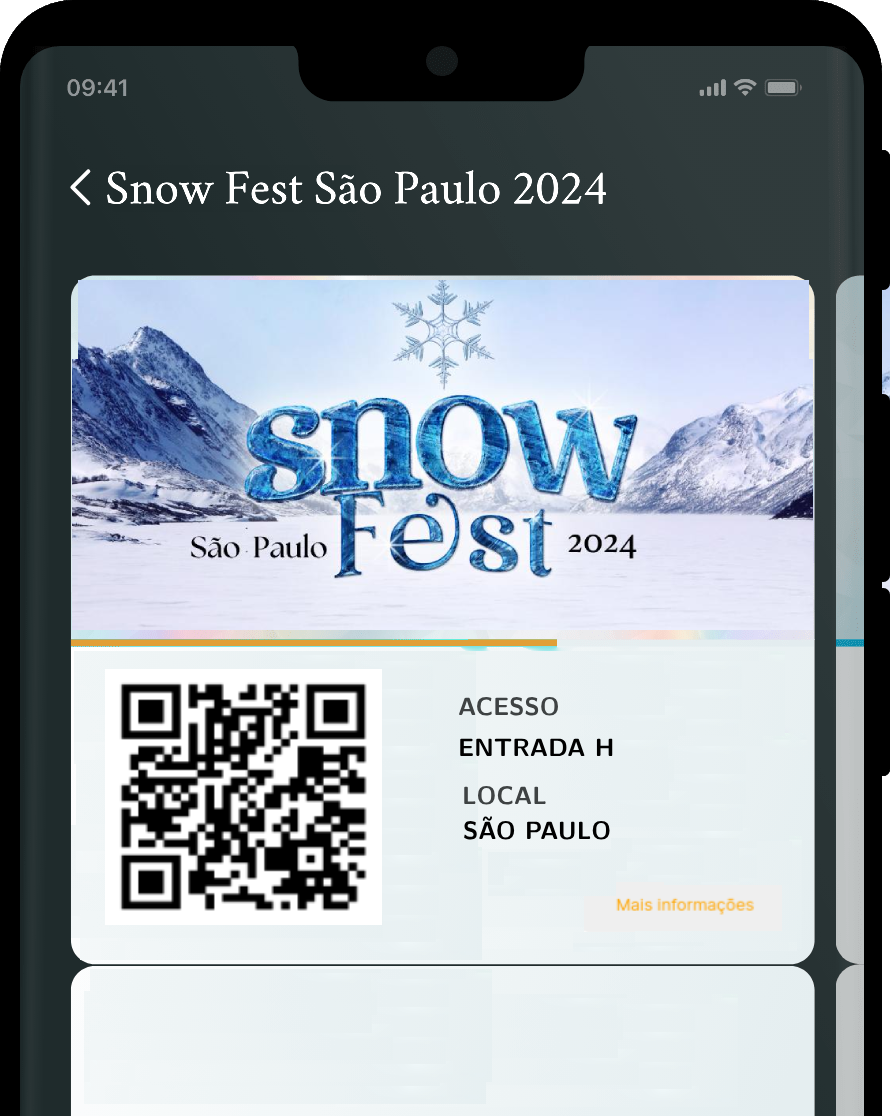 09:41
Snow Fest São Paulo 2024
snow
São Paulo Fest 2024
ACESSO
ENTRADA H
LOCAL
SÃO PAULO
Mais informações